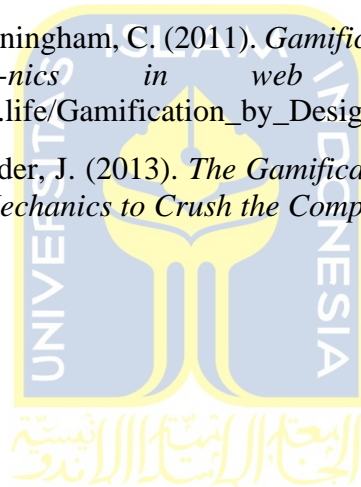 ningham, C. (2011). Gamific
-nics in web
.life/Gamification_by_Desig
der, J. (2013). The Gamifica
Mechanics to Crush the Comp
UNIVERSITAS
ISLAM
INDONESIA